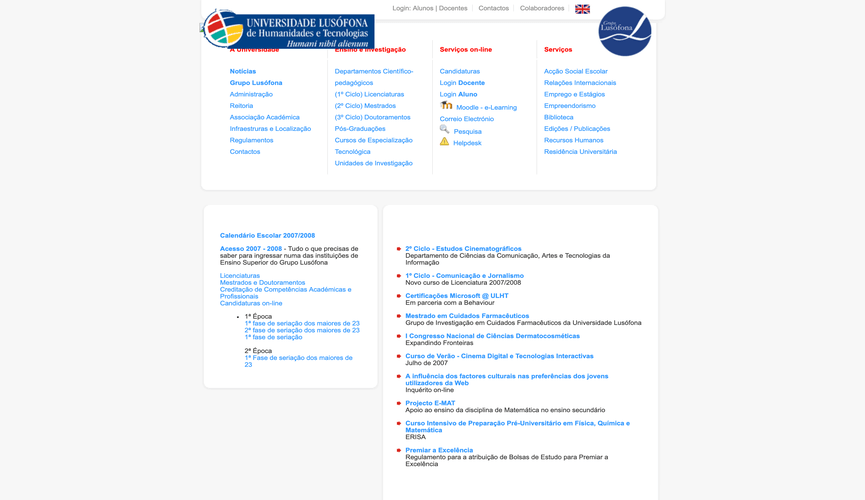 Login: Alunos | Docentes
Contactos
Colaboradores
UNIVERSIDADE LUSÓFONA
de Humanidades e Tecnologias
Humani nihil alienum
Grupo
Lusófona
A Universidade
Notícias
Grupo Lusófona
Administração
Reitoria
Associação Académica
Infraestruras e Localização
Regulamentos
Contactos
Ensino e Investigação
Departamentos Científico-
pedagógicos
(1º Ciclo) Licenciaturas
(2º Ciclo) Mestrados
(3º Ciclo) Doutoramentos
Pós-Graduações
Cursos de Especialização
Tecnológica
Unidades de Investigação
Serviços on-line
Candidaturas
Login Docente
Login Aluno
Moodle - e-Learning
Correio Electrónio
Pesquisa
Helpdesk
Serviços
Acção Social Escolar
Relações Internacionais
Emprego e Estágios
Empreendorismo
Biblioteca
Edições / Publicações
Recursos Humanos
Residência Universitária
Calendário Escolar 2007/2008
Acesso 2007 - 2008 - Tudo o que precisas de
saber para ingressar numa das instituições de
Ensino Superior do Grupo Lusófona
Licenciaturas
Mestrados e Doutoramentos
Creditação de Competências Académicas e
Profissionais
Candidaturas on-line
1ª Época
1ª fase de seriação dos maiores de 23
2ª fase de seriação dos maiores de 23
1ª fase de seriação
2ª Época
1ª Fase de seriação dos maiores de
23
2º Ciclo - Estudos Cinematográficos
Departamento de Ciências da Comunicação, Artes e Tecnologias da
Informação
1º Ciclo - Comunicação e Jornalismo
Novo curso de Licenciatura 2007/2008
Certificações Microsoft @ ULHT
Em parceria com a Behaviour
Mestrado em Cuidados Farmacêuticos
Grupo de Investigação em Cuidados Farmacêuticos da Universidade Lusófona
I Congresso Nacional de Ciências Dermatocosméticas
Expandindo Fronteiras
Curso de Verão - Cinema Digital e Tecnologias Interactivas
Julho de 2007
A influência dos factores culturais nas preferências dos jovens
utilizadores da Web
Inquérito on-line
Projecto E-MAT
Apoio ao ensino da disciplina de Matemática no ensino secundário
Curso Intensivo de Preparação Pré-Universitário em Física, Química e
Matemática
ERISA
Premiar a Excelência
Regulamento para a atribuição de Bolsas de Estudo para Premiar a
Excelência